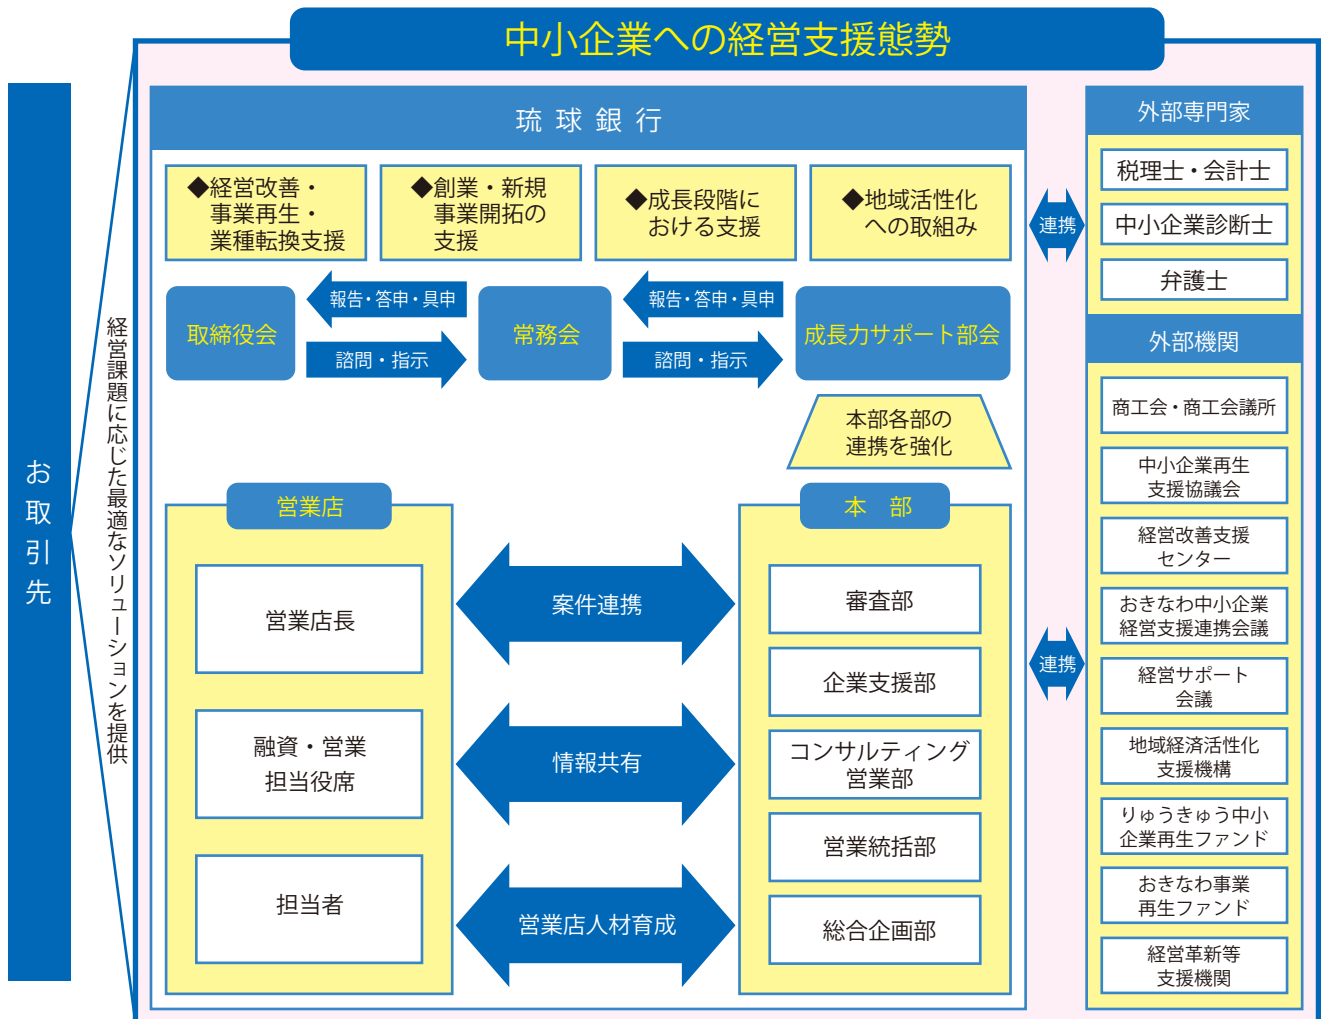 中小企業への経営支援態勢
お取引先
経営課題に応じた最適なソリューションを提供
琉球銀行
◆経営改善・
事業再生・
業種転換支援
◆創業・新規
事業開拓の
支援
◆成長段階に
おける支援
◆地域活性化
への取組み
取締役会
報告・答申・具申
諮問・指示
常務会
報告・答申・具申
諮問・指示
成長力サポート部会
本部各部の
連携を強化
営業店
営業店長
融資・営業
担当役席
担当者
案件連携
情報共有
営業店人材育成
本　部
審査部
企業支援部
コンサルティング
営業部
営業統括部
総合企画部
連携
連携
外部専門家
税理士・会計士
中小企業診断士
弁護士
外部機関
商工会・商工会議所
中小企業再生
支援協議会
経営改善支援
センター
おきなわ中小企業
経営支援連携会議
経営サポート
会議
地域経済活性化
支援機構
りゅうきゅう中小
企業再生ファンド
おきなわ事業
再生ファンド
経営革新等
支援機関